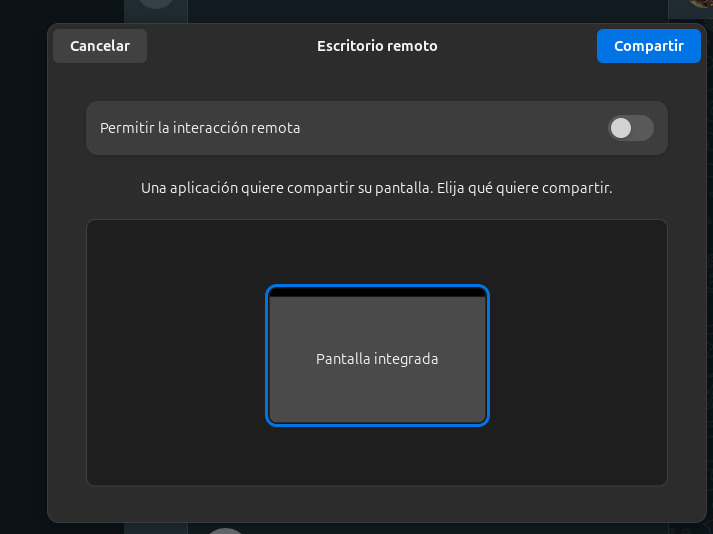 Cancelar
Escritorio remoto
Compartir
Permitir la interacción remota
Una aplicación quiere compartir su pantalla. Elija qué quiere compartir.
Pantalla integrada